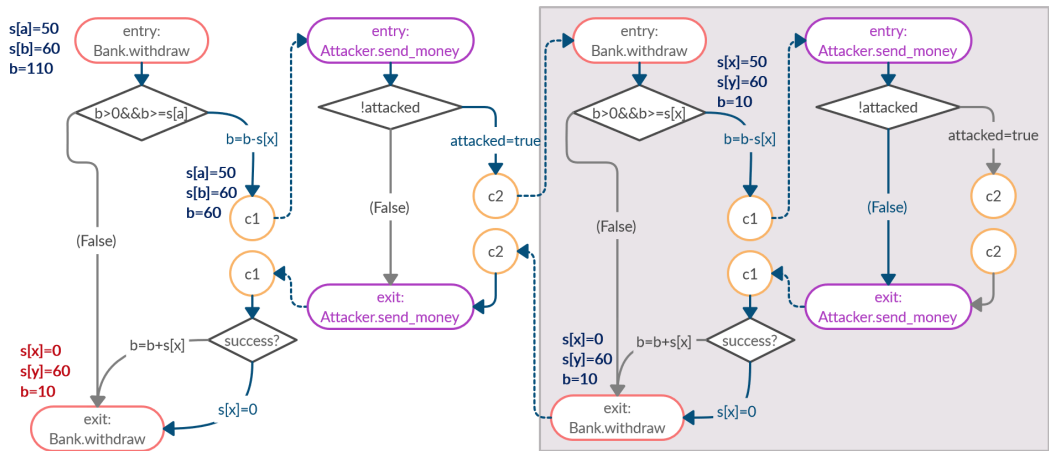 s[a]=50
s[b]=60
b=110
entry:
Bank.withdraw
b>0&&b>=s[a]
b=b-s[x]
s[a]=50
s[b]=60
b=60
c1
(False)
c1
success?
b=b+s[x]
s[x]=0
s[x]=0
s[y]=60
b=10
exit:
Bank.withdraw
entry:
Attacker.send_money
!attacked
attacked=true
c2
(False)
c2
exit:
Attacker.send_money
entry:
Bank.withdraw
s[x]=50
s[y]=60
b=10
b>0&&b>=s[x]
b=b-s[x]
c1
(False)
c1
success?
b=b+s[x]
s[x]=0
s[x]=0
s[y]=60
b=10
exit:
Bank.withdraw
entry:
Attacker.send_money
!attacked
attacked=true
c2
(False)
c2
exit:
Attacker.send_money